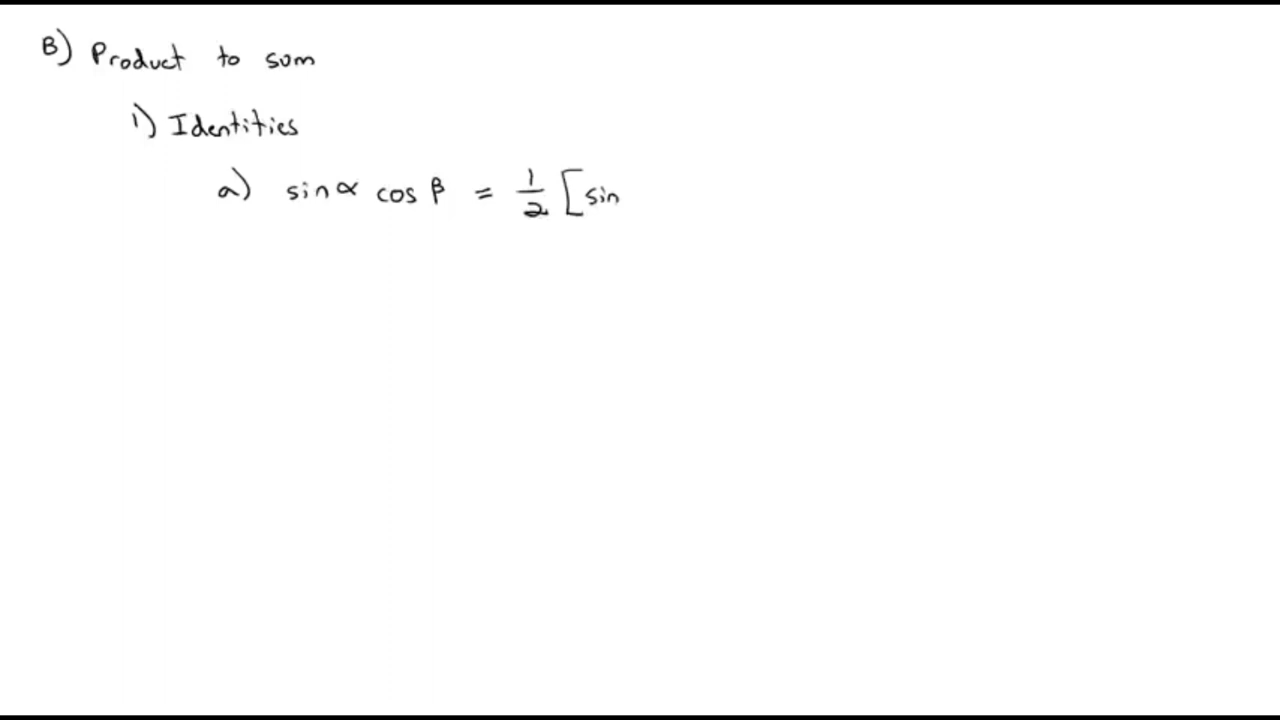 B) Product to sum
1) Identities
a) sin α cos β = 1/2 [sin